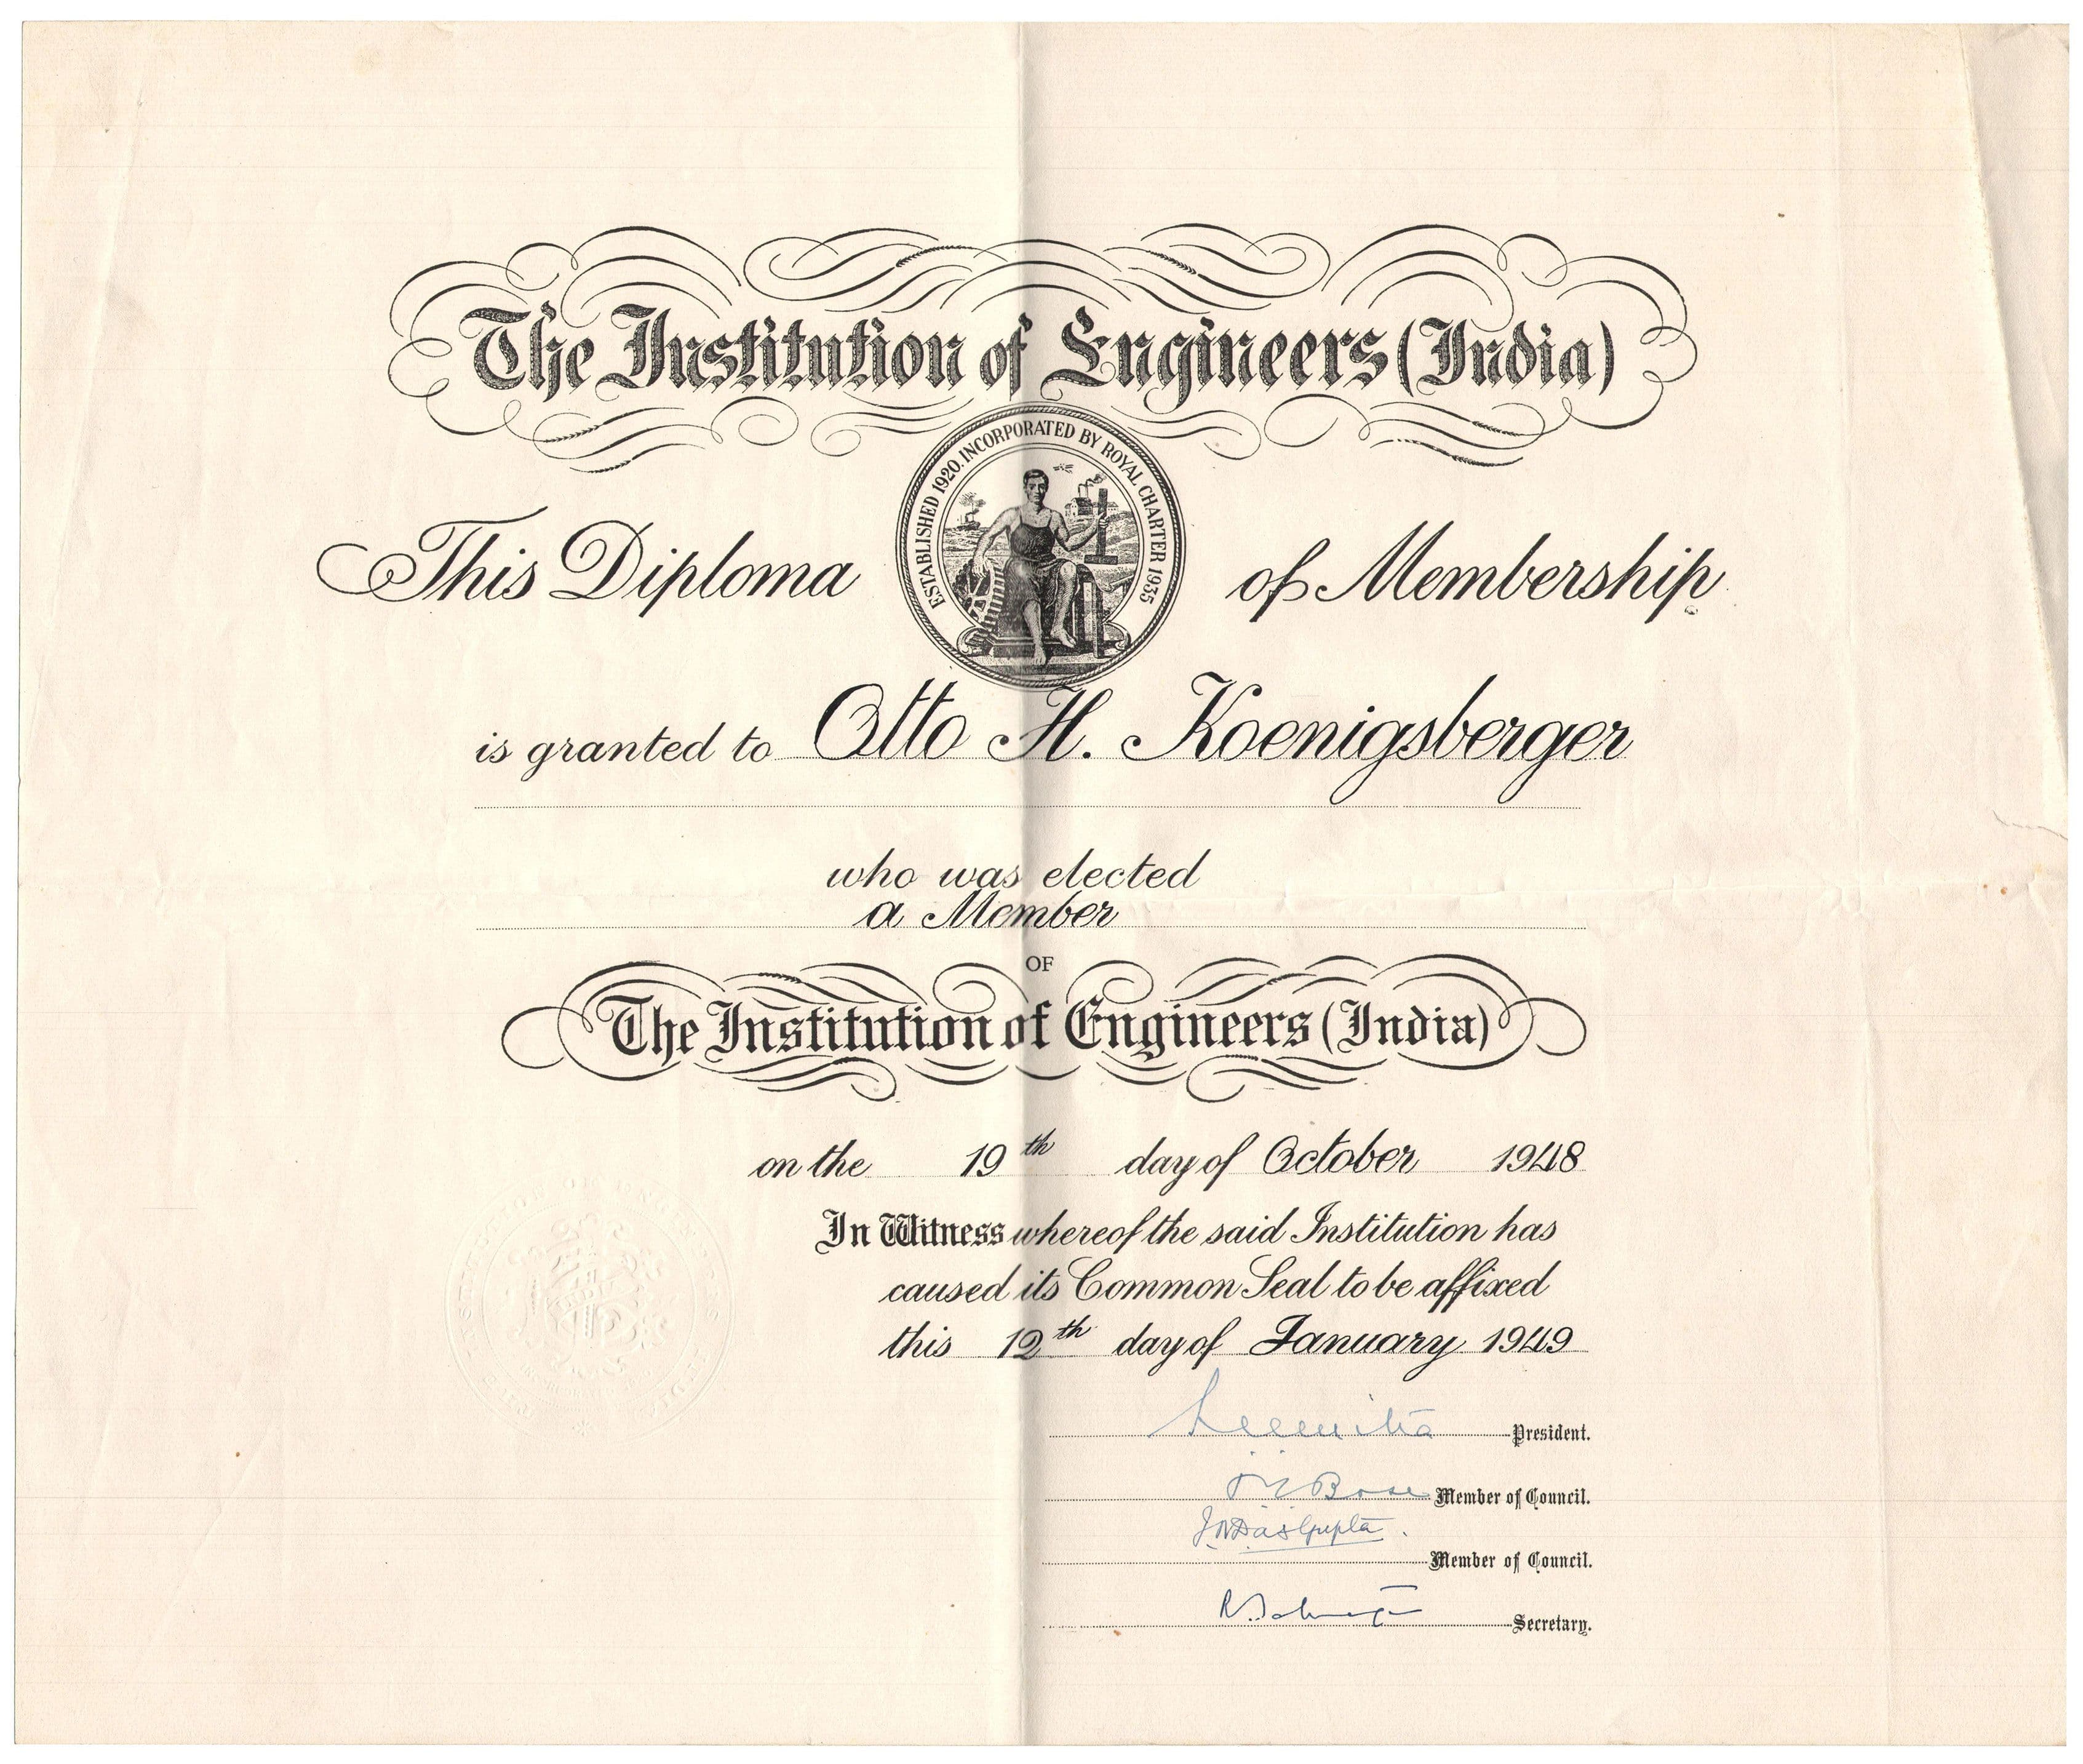 The Institution of Engineers (India)
ESTABLISHED 1920. INCORPORATED BY ROYAL CHARTER 1935
This Diploma of Membership
is granted to Otto H. Koenigsberger
who was elected
a Member
OF
The Institution of Engineers (India)
on the 19th day of October 1948
In Witness whereof the said Institution has
caused its Common Seal to be affixed
this 12th day of January 1949
President.
Bose Member of Council.
DasGupta.
Member of Council.
Secretary.